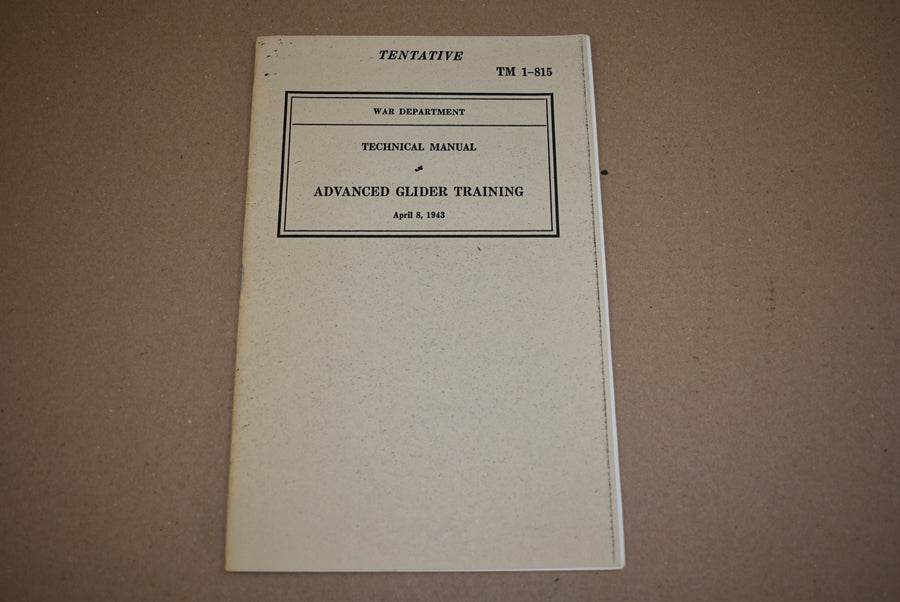 TENTATIVE
TM 1–815
WAR DEPARTMENT
TECHNICAL MANUAL
ADVANCED GLIDER TRAINING
April 8, 1943